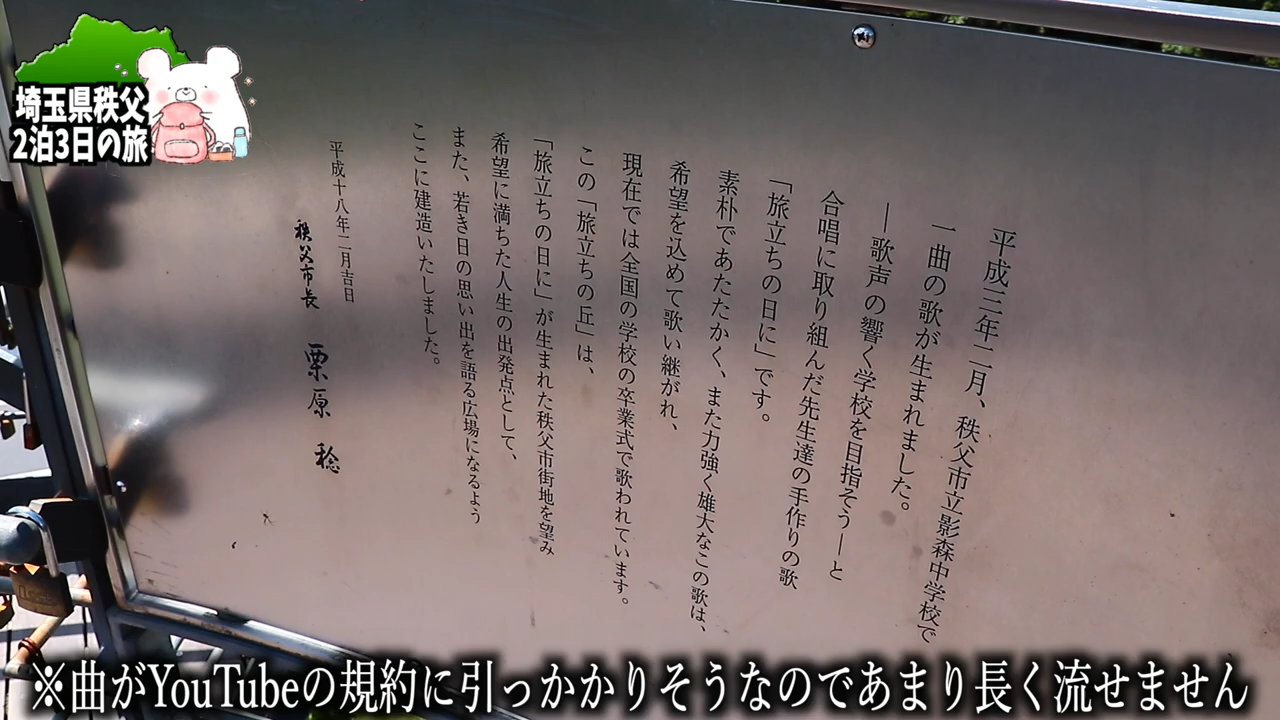 埼玉県秩父
2泊3日の旅
平成三年二月、秩父市立影森中学校で
一曲の歌が生まれました。
―歌声の響く学校を目指そう―と
合唱に取り組んだ先生達の手作りの歌
「旅立ちの日に」です。
素朴であたたかく、また力強く雄大なこの歌は、
希望を込めて歌い継がれ、
現在では全国の学校の卒業式で歌われています。
この「旅立ちの丘」は、
「旅立ちの日に」が生まれた秩父市街地を望み
希望に満ちた人生の出発点として、
また、若き日の思い出を語る広場になるよう
ここに建造いたしました。
平成十八年二月吉日
秩父市長 栗原 稔
※曲がYouTubeの規約に引っかかりそうなのであまり長く流せません